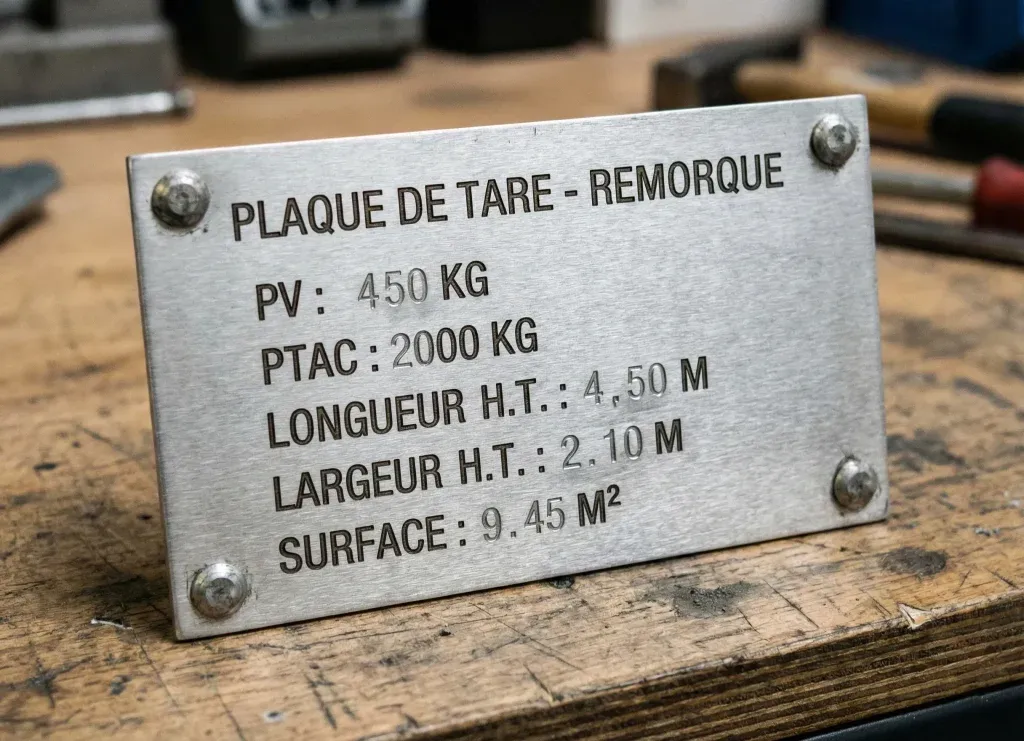 PLAQUE DE TARE - REMORQUE
PV : 450 KG
PTAC : 2000 KG
LONGUEUR H.T. : 4,50 M
LARGEUR H.T. : 2.10 M
SURFACE : 9.45 M²